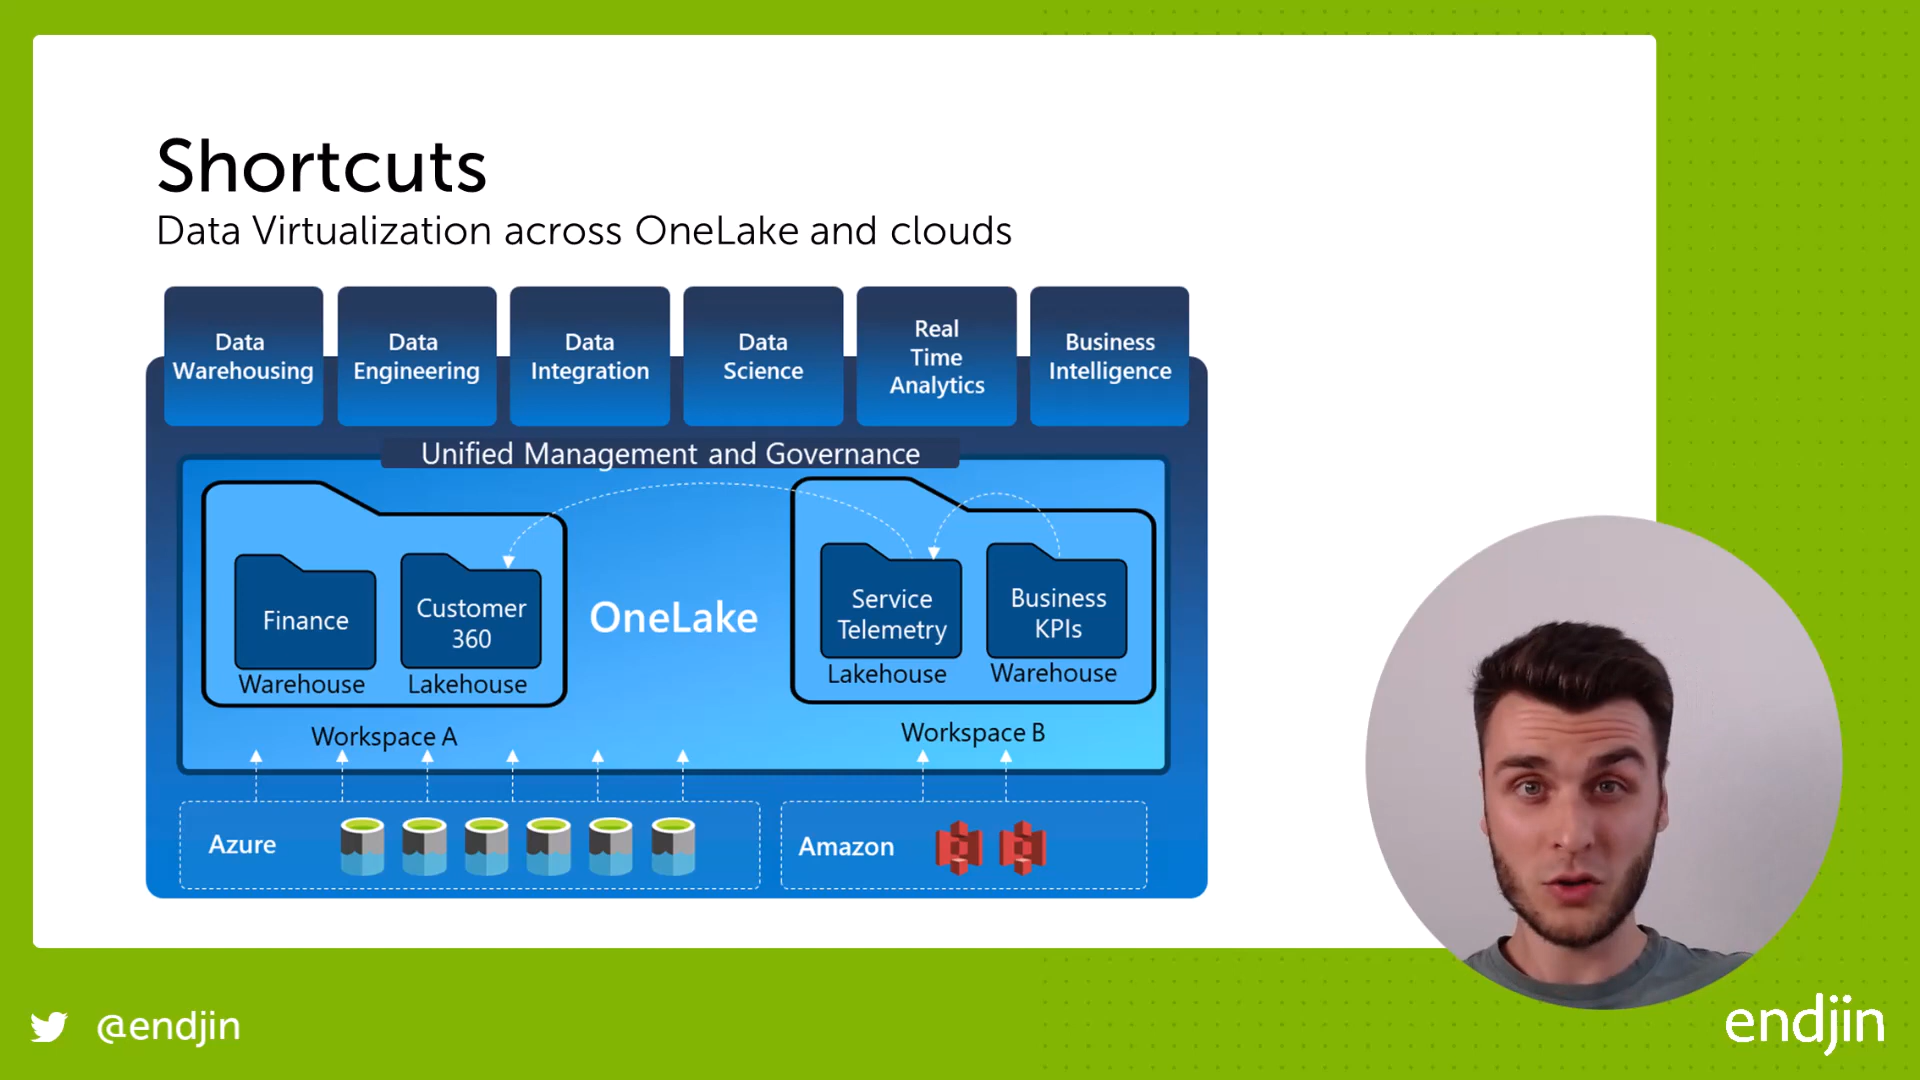 Shortcuts
Data Virtualization across OneLake and clouds
Data
Warehousing
Data
Engineering
Data
Integration
Data
Science
Real
Time
Analytics
Business
Intelligence
Unified Management and Governance
Finance
Warehouse
Customer
360
Lakehouse
Workspace A
OneLake
Service
Telemetry
Lakehouse
Business
KPIs
Warehouse
Workspace B
Azure
Amazon
@endjin
endjin